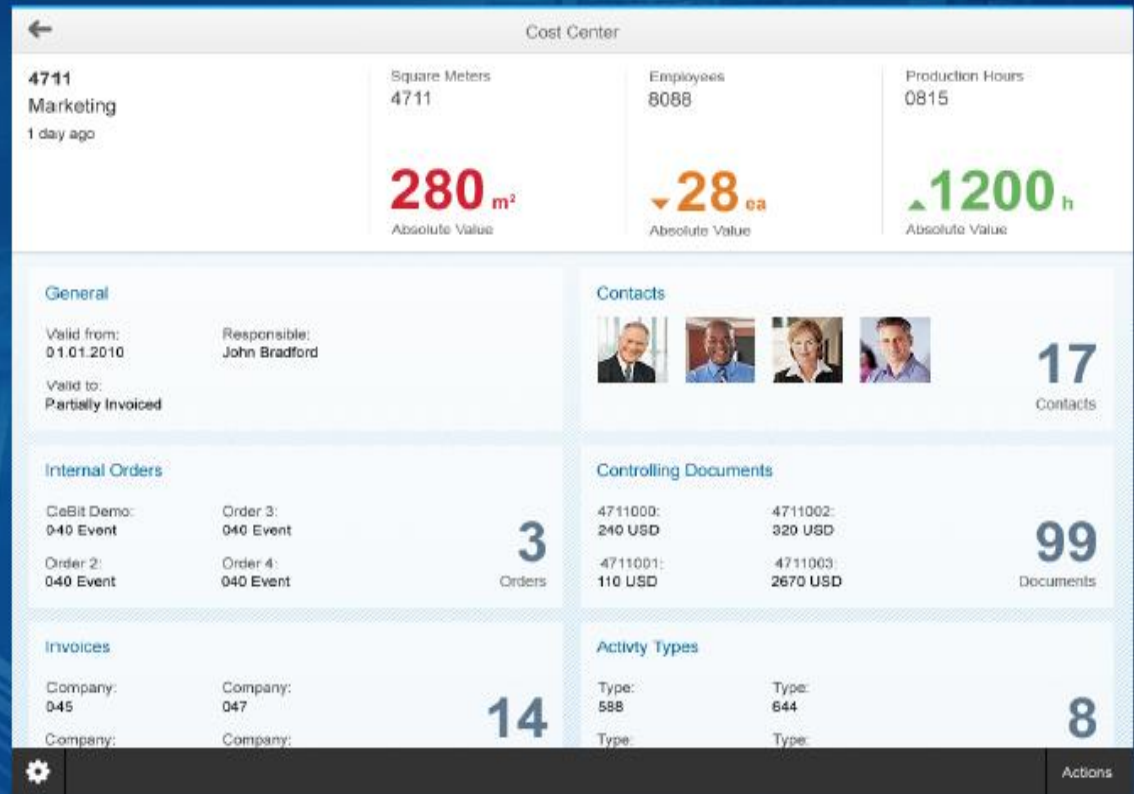 Cost Center
4711
Marketing
1 day ago
Square Meters
4711
280 m²
Absolute Value
Employees
8088
28 ea
Absolute Value
Production Hours
0815
1200 h
Absolute Value
General
Valid from:
01.01.2010
Responsible:
John Bradford
Valid to:
Partially Invoiced
Contacts
17
Contacts
Internal Orders
CeBit Demo:
040 Event
Order 3:
040 Event
Order 2:
040 Event
Order 4:
040 Event
3
Orders
Controlling Documents
4711000:
240 USD
4711002:
320 USD
4711001:
110 USD
4711003:
2670 USD
99
Documents
Invoices
Company:
045
Company:
047
Company:
Company:
14
Activty Types
Type:
588
Type:
644
Type:
Type:
8
Actions